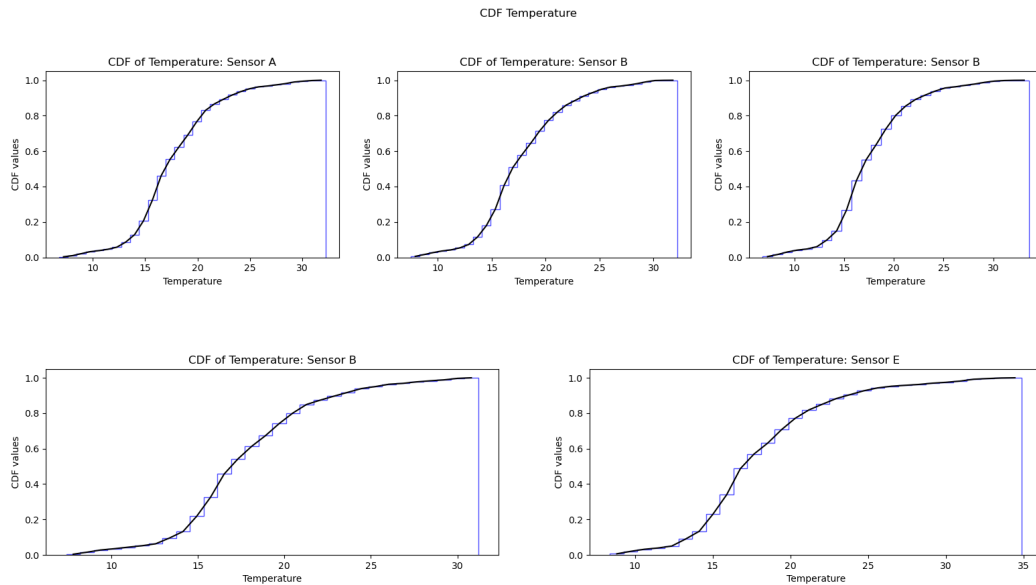 CDF Temperature
CDF of Temperature: Sensor A
CDF values
1.0
0.8
0.6
0.4
0.2
0.0
10 15 20 25 30
Temperature
CDF of Temperature: Sensor B
CDF values
1.0
0.8
0.6
0.4
0.2
0.0
10 15 20 25 30
Temperature
CDF of Temperature: Sensor B
CDF values
1.0
0.8
0.6
0.4
0.2
0.0
10 15 20 25 30
Temperature
CDF of Temperature: Sensor B
CDF values
1.0
0.8
0.6
0.4
0.2
0.0
10 15 20 25 30
Temperature
CDF of Temperature: Sensor E
CDF values
1.0
0.8
0.6
0.4
0.2
0.0
10 15 20 25 30 35
Temperature